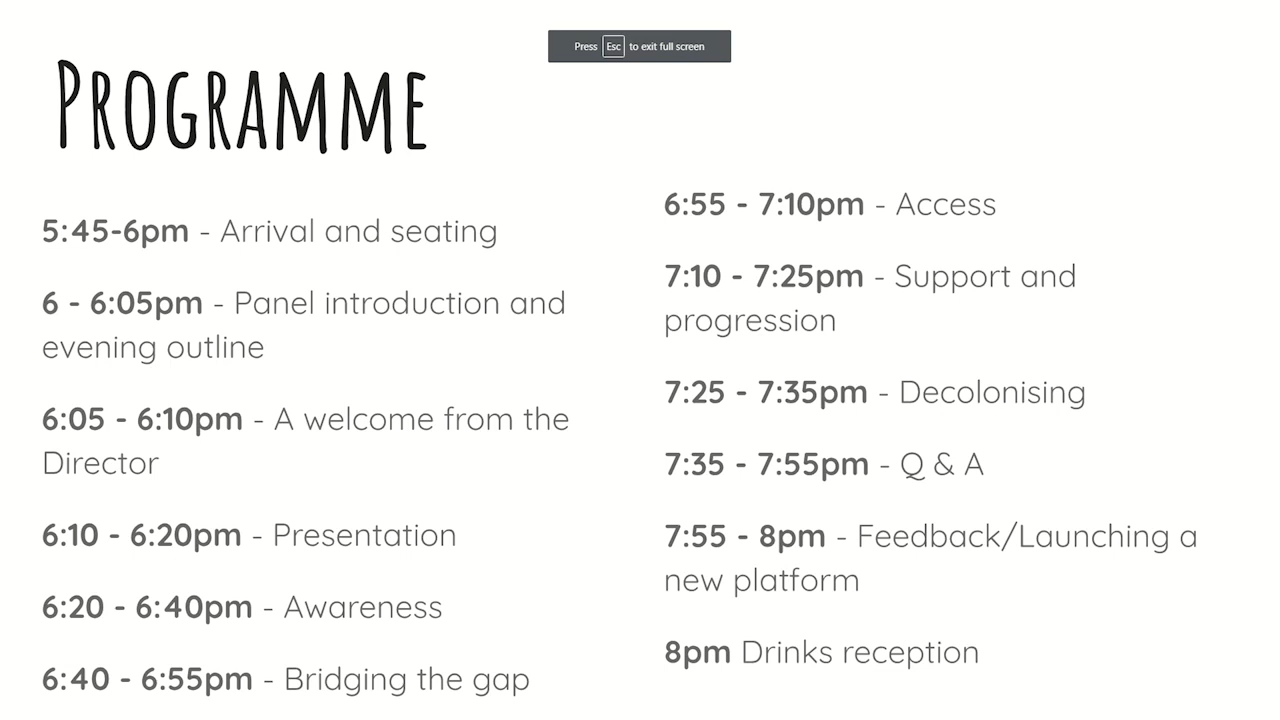 Press Esc to exit full screen
PROGRAMME
5:45-6pm - Arrival and seating
6 - 6:05pm - Panel introduction and
evening outline
6:05 - 6:10pm - A welcome from the
Director
6:10 - 6:20pm - Presentation
6:20 - 6:40pm - Awareness
6:40 - 6:55pm - Bridging the gap
6:55 - 7:10pm - Access
7:10 - 7:25pm - Support and
progression
7:25 - 7:35pm - Decolonising
7:35 - 7:55pm - Q & A
7:55 - 8pm - Feedback/Launching a
new platform
8pm Drinks reception